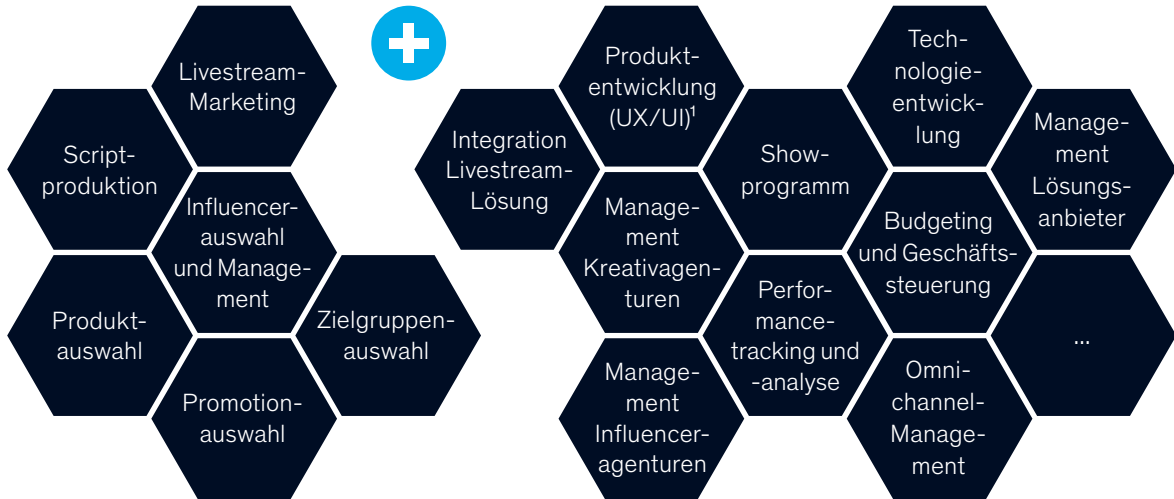 Livestream-
Marketing
Script-
produktion
Influencer-
auswahl
und Manage-
ment
Produkt-
auswahl
Zielgruppen-
auswahl
Promotion-
auswahl
Produkt-
entwicklung
(UX/UI)¹
Integration
Livestream-
Lösung
Tech-
nologie-
entwick-
lung
Show-
programm
Manage-
ment
Lösungs-
anbieter
Manage-
ment
Kreativagen-
turen
Budgeting
und Geschäfts-
steuerung
Perfor-
mance-
tracking und
-analyse
...
Manage-
ment
Influencer-
agenturen
Omni-
channel-
Manage-
ment